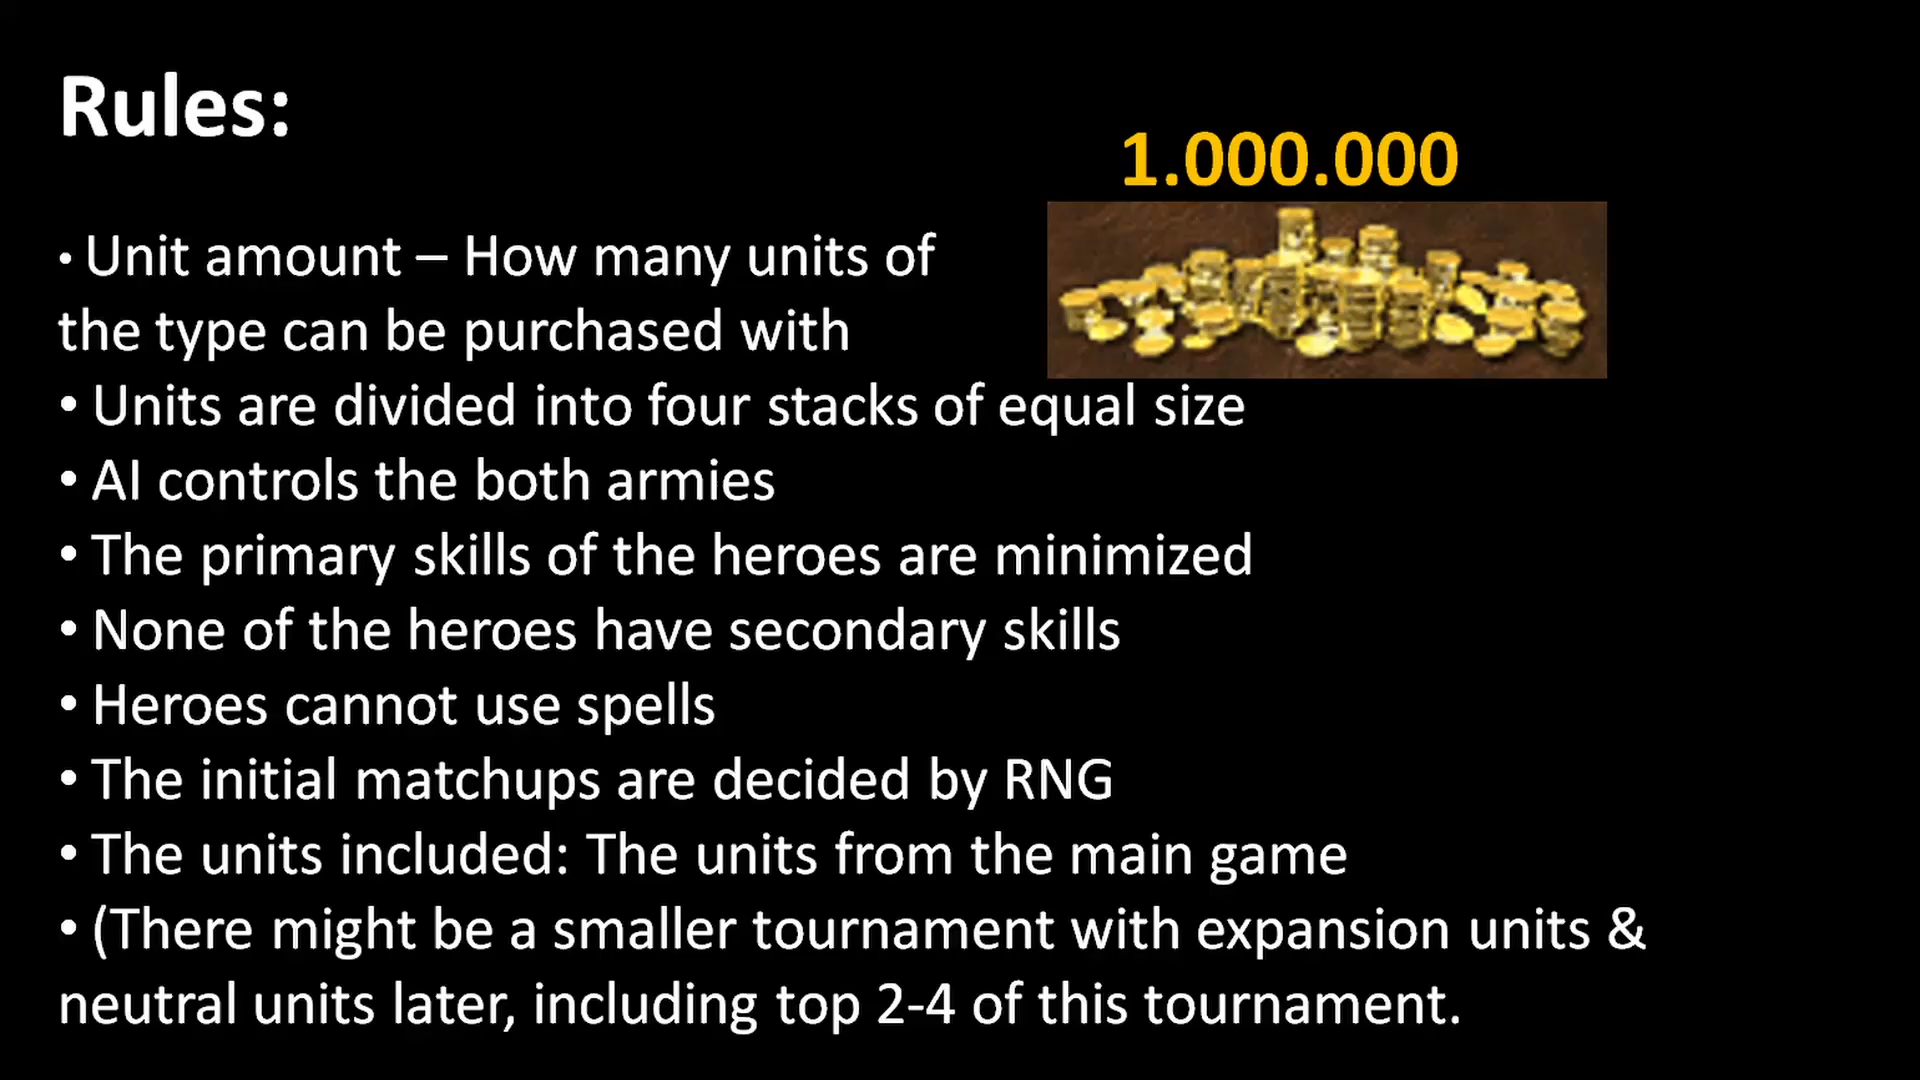 Rules:
1.000.000
• Unit amount – How many units of
the type can be purchased with
• Units are divided into four stacks of equal size
• AI controls the both armies
• The primary skills of the heroes are minimized
• None of the heroes have secondary skills
• Heroes cannot use spells
• The initial matchups are decided by RNG
• The units included: The units from the main game
• (There might be a smaller tournament with expansion units &
neutral units later, including top 2-4 of this tournament.